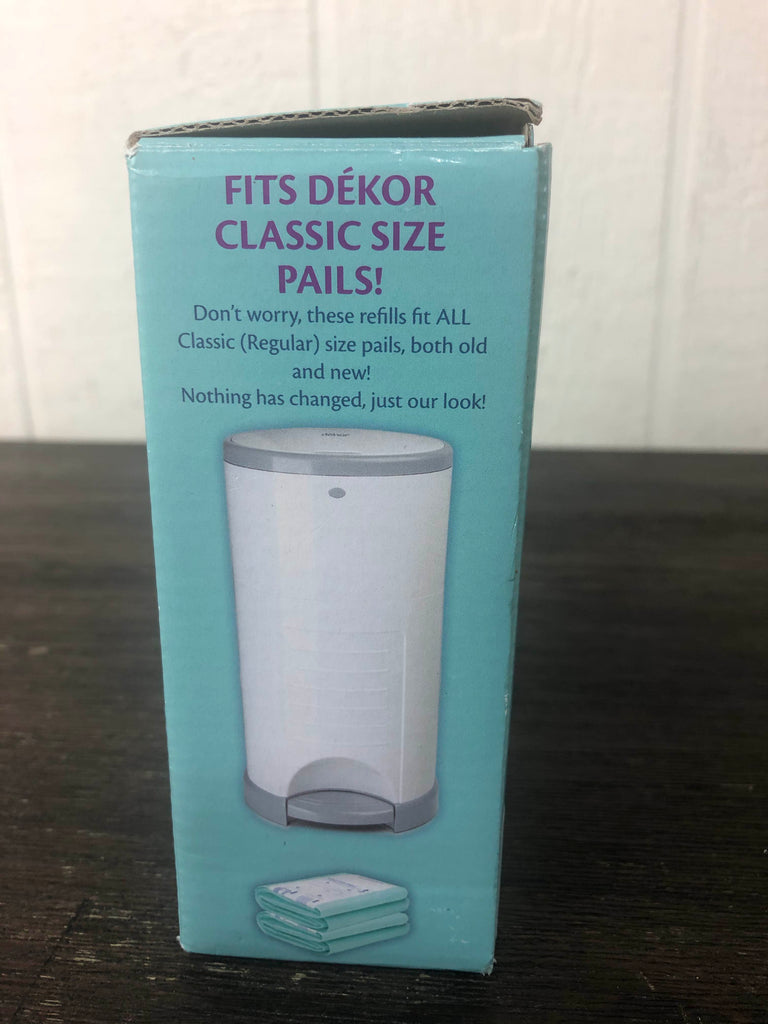 FITS DÉKOR
CLASSIC SIZE
PAILS!
Don't worry, these refills fit ALL
Classic (Regular) size pails, both old
and new!
Nothing has changed, just our look!
dékor